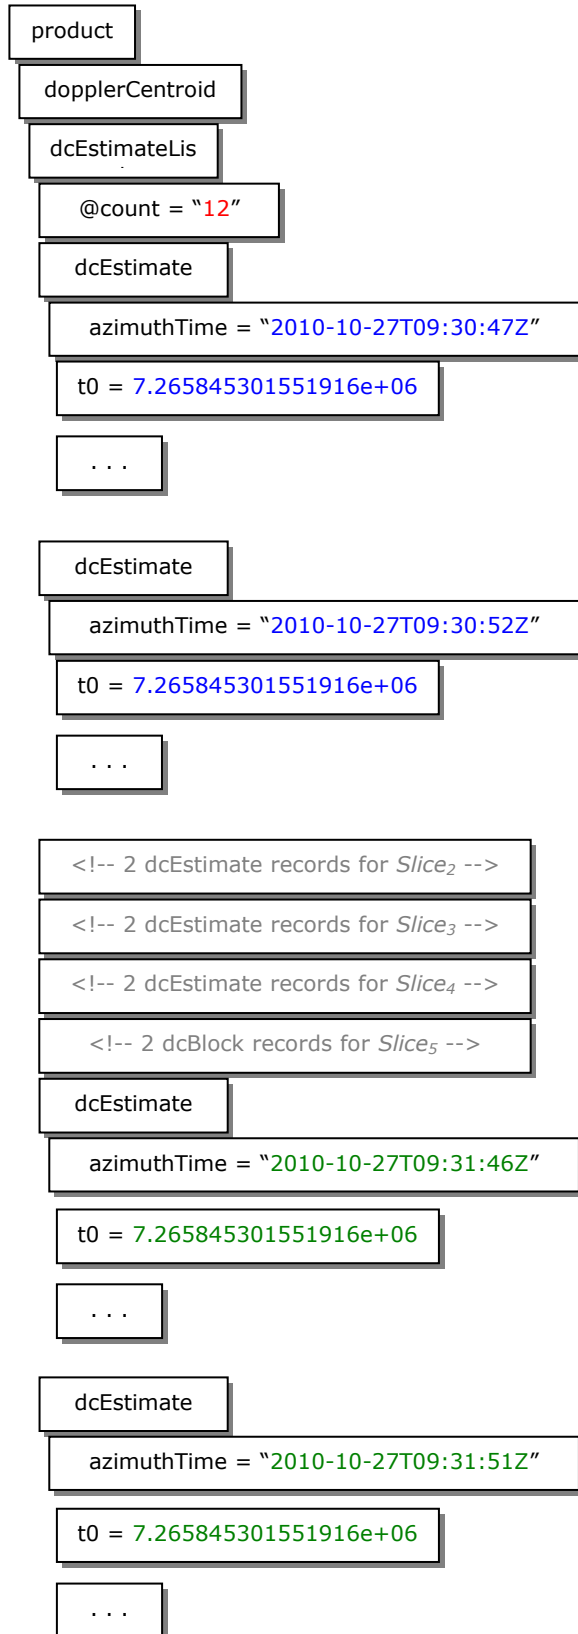 product
dopplerCentroid
dcEstimateLis
@count = “12”
dcEstimate
azimuthTime = “2010-10-27T09:30:47Z”
t0 = 7.265845301551916e+06
. . .
dcEstimate
azimuthTime = “2010-10-27T09:30:52Z”
t0 = 7.265845301551916e+06
. . .
<!-- 2 dcEstimate records for Slice₂ -->
<!-- 2 dcEstimate records for Slice₃ -->
<!-- 2 dcEstimate records for Slice₄ -->
<!-- 2 dcBlock records for Slice₅ -->
dcEstimate
azimuthTime = “2010-10-27T09:31:46Z”
t0 = 7.265845301551916e+06
. . .
dcEstimate
azimuthTime = “2010-10-27T09:31:51Z”
t0 = 7.265845301551916e+06
. . .